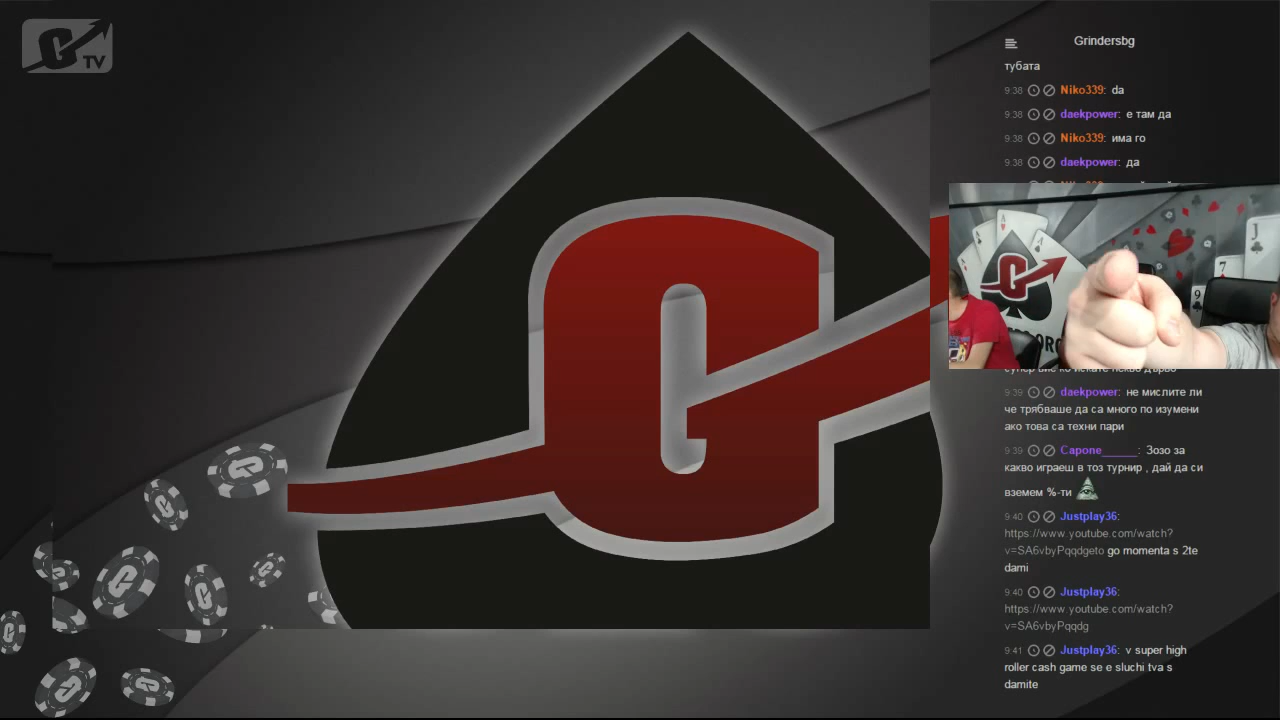 G TV
Grindersbg
тубата
9:38 Niko339: da
9:38 daekpower: е там да
9:38 Niko339: има го
9:38 daekpower: да
G
9:39 daekpower: не мислите ли
че трябваше да са много по изумени
ако това са техни пари
9:39 Capone______: Зозо за
какво играеш в тоз турнир , дай да си
вземем %-ти
9:40 Justplay36:
https://www.youtube.com/watch?
v=SA6vbyPqqdgeto go momenta s 2te
dami
9:40 Justplay36:
https://www.youtube.com/watch?
v=SA6vbyPqqdg
9:41 Justplay36: v super high
roller cash game se e sluchi tva s
damite